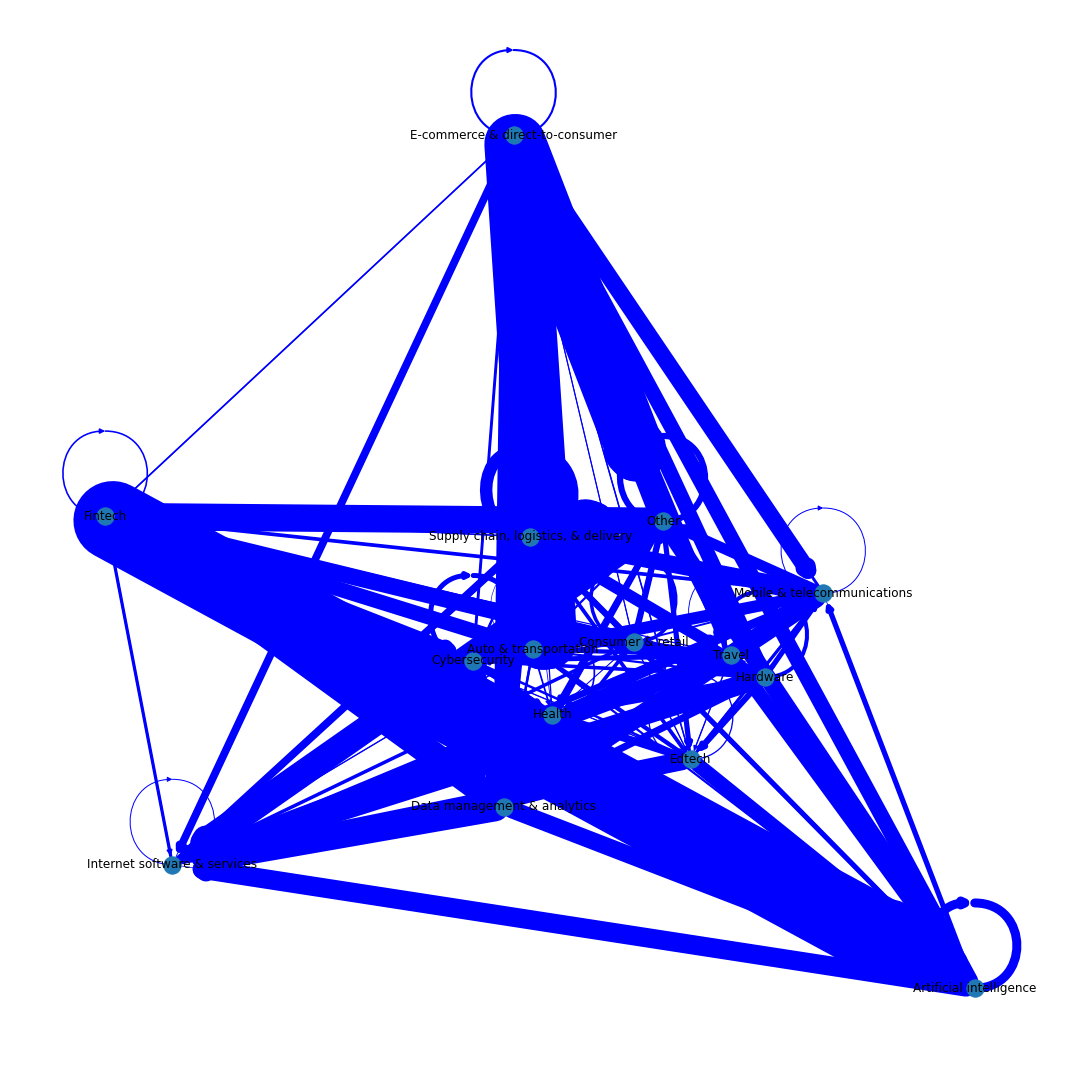 E-commerce & direct-to-consumer
Fintech
Other
Supply chain, logistics, & delivery
Mobile & telecommunications
Consumer & retail
Auto & transportation
Travel
Cybersecurity
Hardware
Health
Edtech
Data management & analytics
Internet software & services
Artificial intelligence